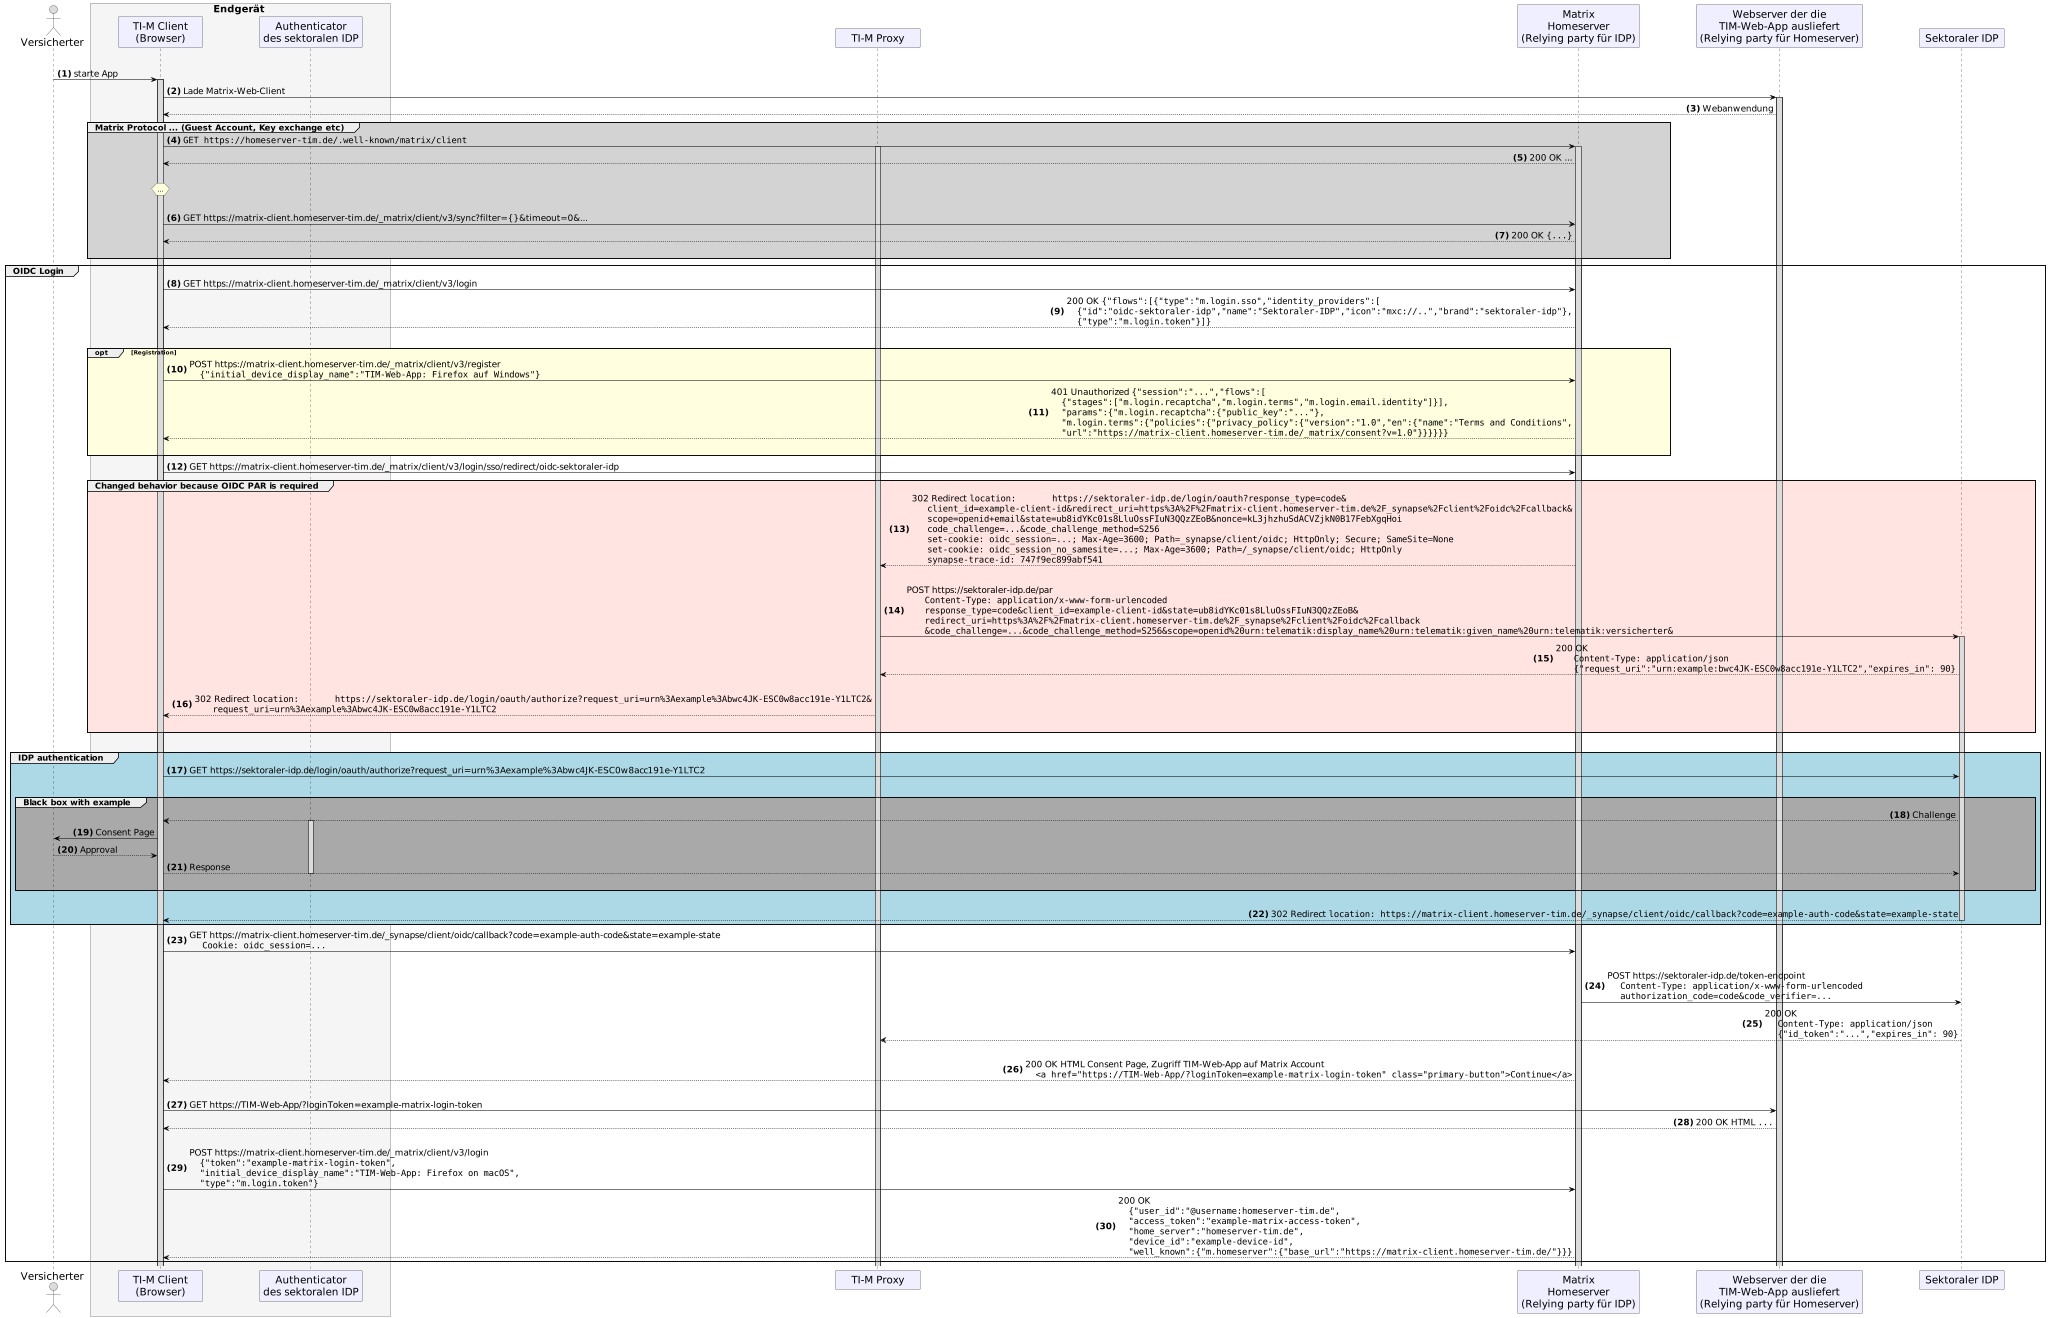 Endgerät
Versicherter
TI-M Client
(Browser)
Authenticator
des sektoralen IDP
TI-M Proxy
Matrix
Homeserver
(Relying party für IDP)
Webserver der die
TIM-Web-App ausliefert
(Relying party für Homeserver)
Sektoraler IDP
(1) starte App
(2) Lade Matrix-Web-Client
(3) Webanwendung
Matrix Protocol ... (Guest Account, Key exchange etc)
(4) GET https://homeserver-tim.de/.well-known/matrix/client
(5) 200 OK ...
...
(6) GET https://matrix-client.homeserver-tim.de/_matrix/client/v3/sync?filter={}&timeout=0&...
(7) 200 OK {...}
OIDC Login
(8) GET https://matrix-client.homeserver-tim.de/_matrix/client/v3/login
(9) 200 OK {"flows":[{"type":"m.login.sso","identity_providers":[
{"id":"oidc-sektoraler-idp","name":"Sektoraler-IDP","icon":"mxc://..","brand":"sektoraler-idp"},
{"type":"m.login.token"}]}
opt [Registration]
(10) POST https://matrix-client.homeserver-tim.de/_matrix/client/v3/register
{"initial_device_display_name":"TIM-Web-App: Firefox auf Windows"}
(11) 401 Unauthorized {"session":"...","flows":[
{"stages":["m.login.recaptcha","m.login.terms","m.login.email.identity"]}],
"params":{"m.login.recaptcha":{"public_key":"..."},
"m.login.terms":{"policies":{"privacy_policy":{"version":"1.0","en":{"name":"Terms and Conditions",
"url":"https://matrix-client.homeserver-tim.de/_matrix/consent?v=1.0"}}}}}}
(12) GET https://matrix-client.homeserver-tim.de/_matrix/client/v3/login/sso/redirect/oidc-sektoraler-idp
Changed behavior because OIDC PAR is required
(13) 302 Redirect location: https://sektoraler-idp.de/login/oauth?response_type=code&
client_id=example-client-id&redirect_uri=https%3A%2F%2Fmatrix-client.homeserver-tim.de%2F_synapse%2Fclient%2Foidc%2Fcallback&
scope=openid+email&state=ub8idYKc01s8LluOssFIuN3QQzZEoB&nonce=kL3jhzhuSdACVZjkN0B17FebXgqHoi
code_challenge=...&code_challenge_method=S256
set-cookie: oidc_session=...; Max-Age=3600; Path=_synapse/client/oidc; HttpOnly; Secure; SameSite=None
set-cookie: oidc_session_no_samesite=...; Max-Age=3600; Path=/_synapse/client/oidc; HttpOnly
synapse-trace-id: 747f9ec899abf541
(14) POST https://sektoraler-idp.de/par
Content-Type: application/x-www-form-urlencoded
response_type=code&client_id=example-client-id&state=ub8idYKc01s8LluOssFIuN3QQzZEoB&
redirect_uri=https%3A%2F%2Fmatrix-client.homeserver-tim.de%2F_synapse%2Fclient%2Foidc%2Fcallback
&code_challenge=...&code_challenge_method=S256&scope=openid%20urn:telematik:display_name%20urn:telematik:given_name%20urn:telematik:versicherter&
(15) 200 OK
Content-Type: application/json
{"request_uri":"urn:example:bwc4JK-ESC0w8acc191e-Y1LTC2","expires_in": 90}
(16) 302 Redirect location: https://sektoraler-idp.de/login/oauth/authorize?request_uri=urn%3Aexample%3Abwc4JK-ESC0w8acc191e-Y1LTC2&
request_uri=urn%3Aexample%3Abwc4JK-ESC0w8acc191e-Y1LTC2
IDP authentication
(17) GET https://sektoraler-idp.de/login/oauth/authorize?request_uri=urn%3Aexample%3Abwc4JK-ESC0w8acc191e-Y1LTC2
Black box with example
(18) Challenge
(19) Consent Page
(20) Approval
(21) Response
(22) 302 Redirect location: https://matrix-client.homeserver-tim.de/_synapse/client/oidc/callback?code=example-auth-code&state=example-state
(23) GET https://matrix-client.homeserver-tim.de/_synapse/client/oidc/callback?code=example-auth-code&state=example-state
Cookie: oidc_session=...
(24) POST https://sektoraler-idp.de/token-endpoint
Content-Type: application/x-www-form-urlencoded
authorization_code=code&code_verifier=...
(25) 200 OK
Content-Type: application/json
{"id_token":"...","expires_in": 90}
(26) 200 OK HTML Consent Page, Zugriff TIM-Web-App auf Matrix Account
<a href="https://TIM-Web-App/?loginToken=example-matrix-login-token" class="primary-button">Continue</a>
(27) GET https://TIM-Web-App/?loginToken=example-matrix-login-token
(28) 200 OK HTML ...
(29) POST https://matrix-client.homeserver-tim.de/_matrix/client/v3/login
{"token":"example-matrix-login-token",
"initial_device_display_name":"TIM-Web-App: Firefox on macOS",
"type":"m.login.token"}
(30) 200 OK
{"user_id":"@username:homeserver-tim.de",
"access_token":"example-matrix-access-token",
"home_server":"homeserver-tim.de",
"device_id":"example-device-id",
"well_known":{"m.homeserver":{"base_url":"https://matrix-client.homeserver-tim.de/"}}}
Versicherter
TI-M Client
(Browser)
Authenticator
des sektoralen IDP
TI-M Proxy
Matrix
Homeserver
(Relying party für IDP)
Webserver der die
TIM-Web-App ausliefert
(Relying party für Homeserver)
Sektoraler IDP